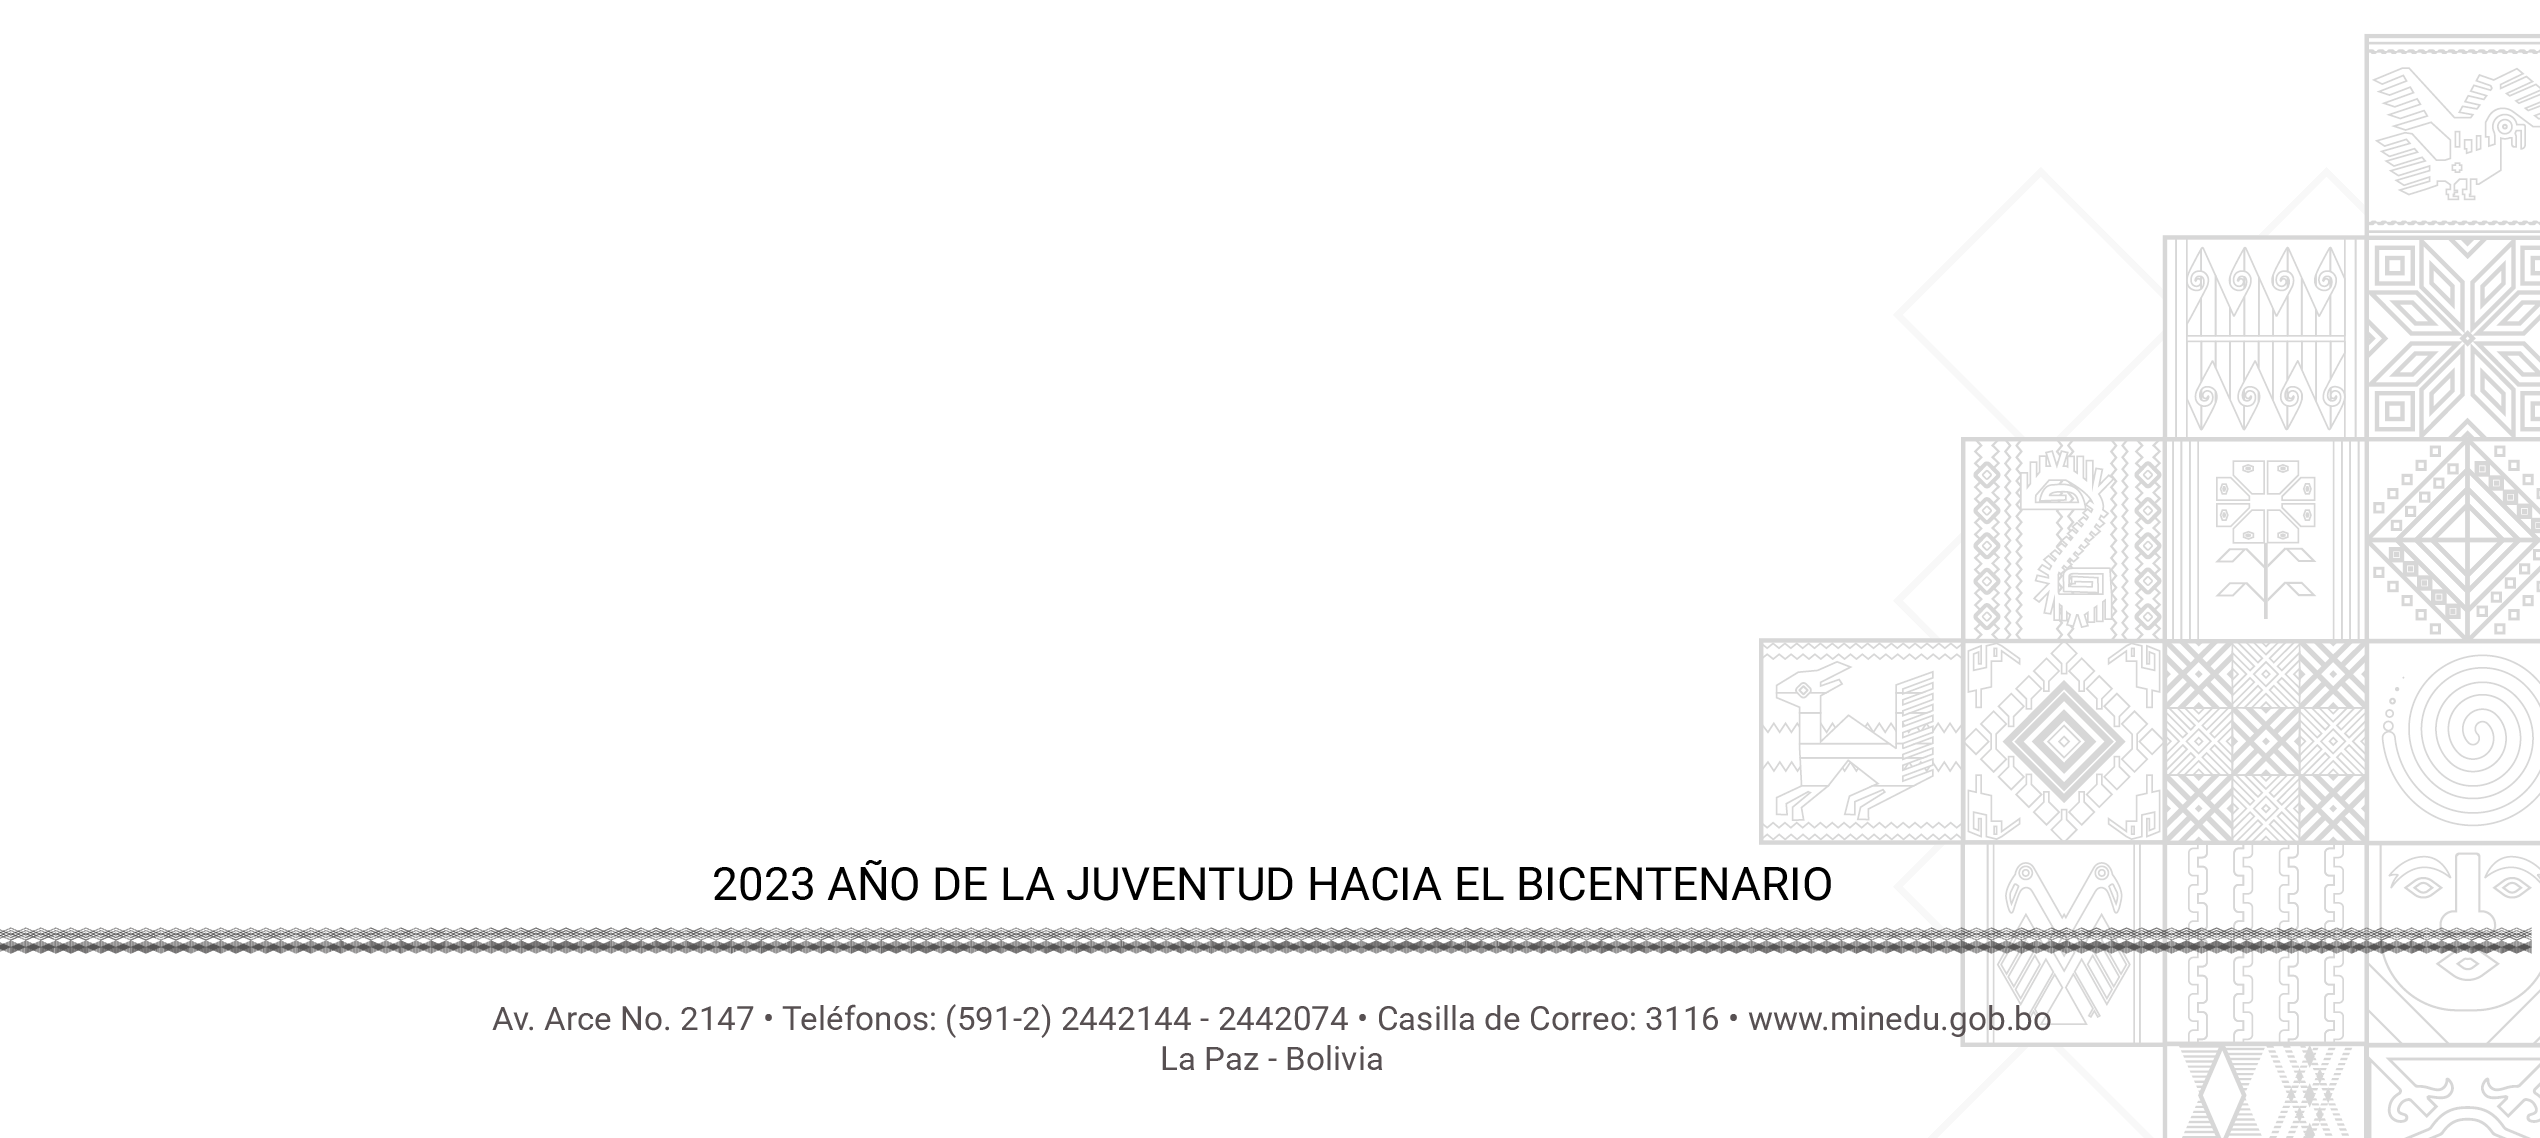 2023 AÑO DE LA JUVENTUD HACIA EL BICENTENARIO
Av. Arce No. 2147 • Teléfonos: (591-2) 2442144 - 2442074 • Casilla de Correo: 3116 • www.minedu.gob.bo
La Paz - Bolivia